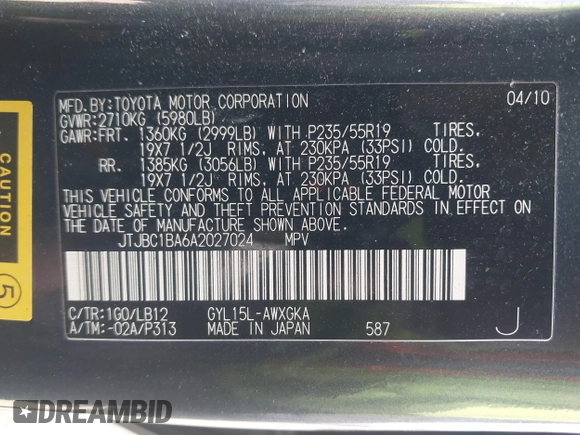 MFD.BY:TOYOTA MOTOR CORPORATION 04/10
GVWR:2710KG (5980LB)
GAWR:FRT. 1360KG (2999LB) WITH P235/55R19 TIRES,
19X7 1/2J RIMS, AT 230KPA (33PSI) COLD.
RR. 1385KG (3056LB) WITH P235/55R19 TIRES,
19X7 1/2J RIMS, AT 230KPA (33PSI) COLD.
THIS VEHICLE CONFORMS TO ALL APPLICABLE FEDERAL MOTOR
VEHICLE SAFETY AND THEFT PREVENTION STANDARDS IN EFFECT ON
THE DATE OF MANUFACTURE SHOWN ABOVE.
JTJBC1BA6A2027024 MPV
C/TR:1G0/LB12 GYL15L-AWXGKA
A/TM:-02A/P313 MADE IN JAPAN 587 J
CAUTION
5
DREAMBID